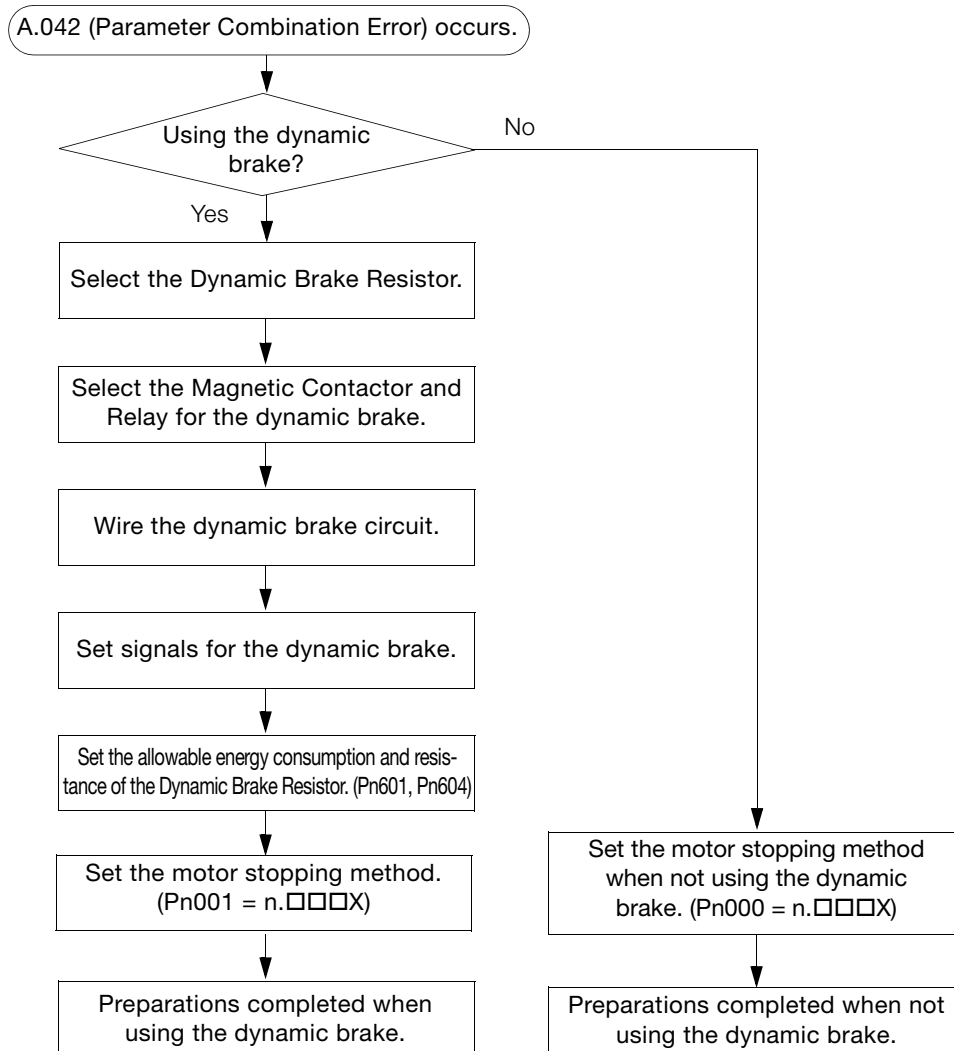 A.042 (Parameter Combination Error) occurs.
Using the dynamic
brake?
No
Yes
Select the Dynamic Brake Resistor.
Select the Magnetic Contactor and
Relay for the dynamic brake.
Wire the dynamic brake circuit.
Set signals for the dynamic brake.
Set the allowable energy consumption and resis-
tance of the Dynamic Brake Resistor. (Pn601, Pn604)
Set the motor stopping method.
(Pn001 = n.□□□X)
Preparations completed when
using the dynamic brake.
Set the motor stopping method
when not using the dynamic
brake. (Pn000 = n.□□□X)
Preparations completed when not
using the dynamic brake.